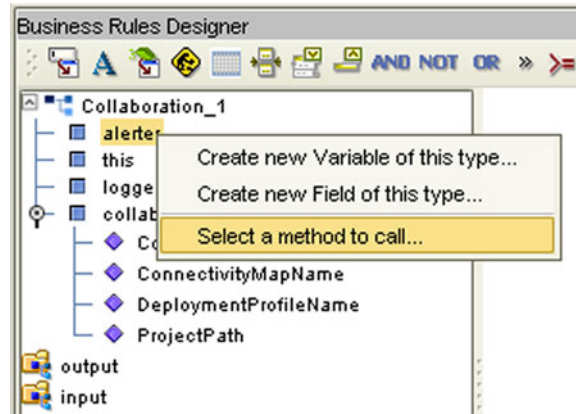 Business Rules Designer
A AND NOT OR » >=
Collaboration_1
alerter
Create new Variable of this type...
this
Create new Field of this type...
logge
collab
Select a method to call...
ConnectivityMapName
DeploymentProfileName
ProjectPath
output
input